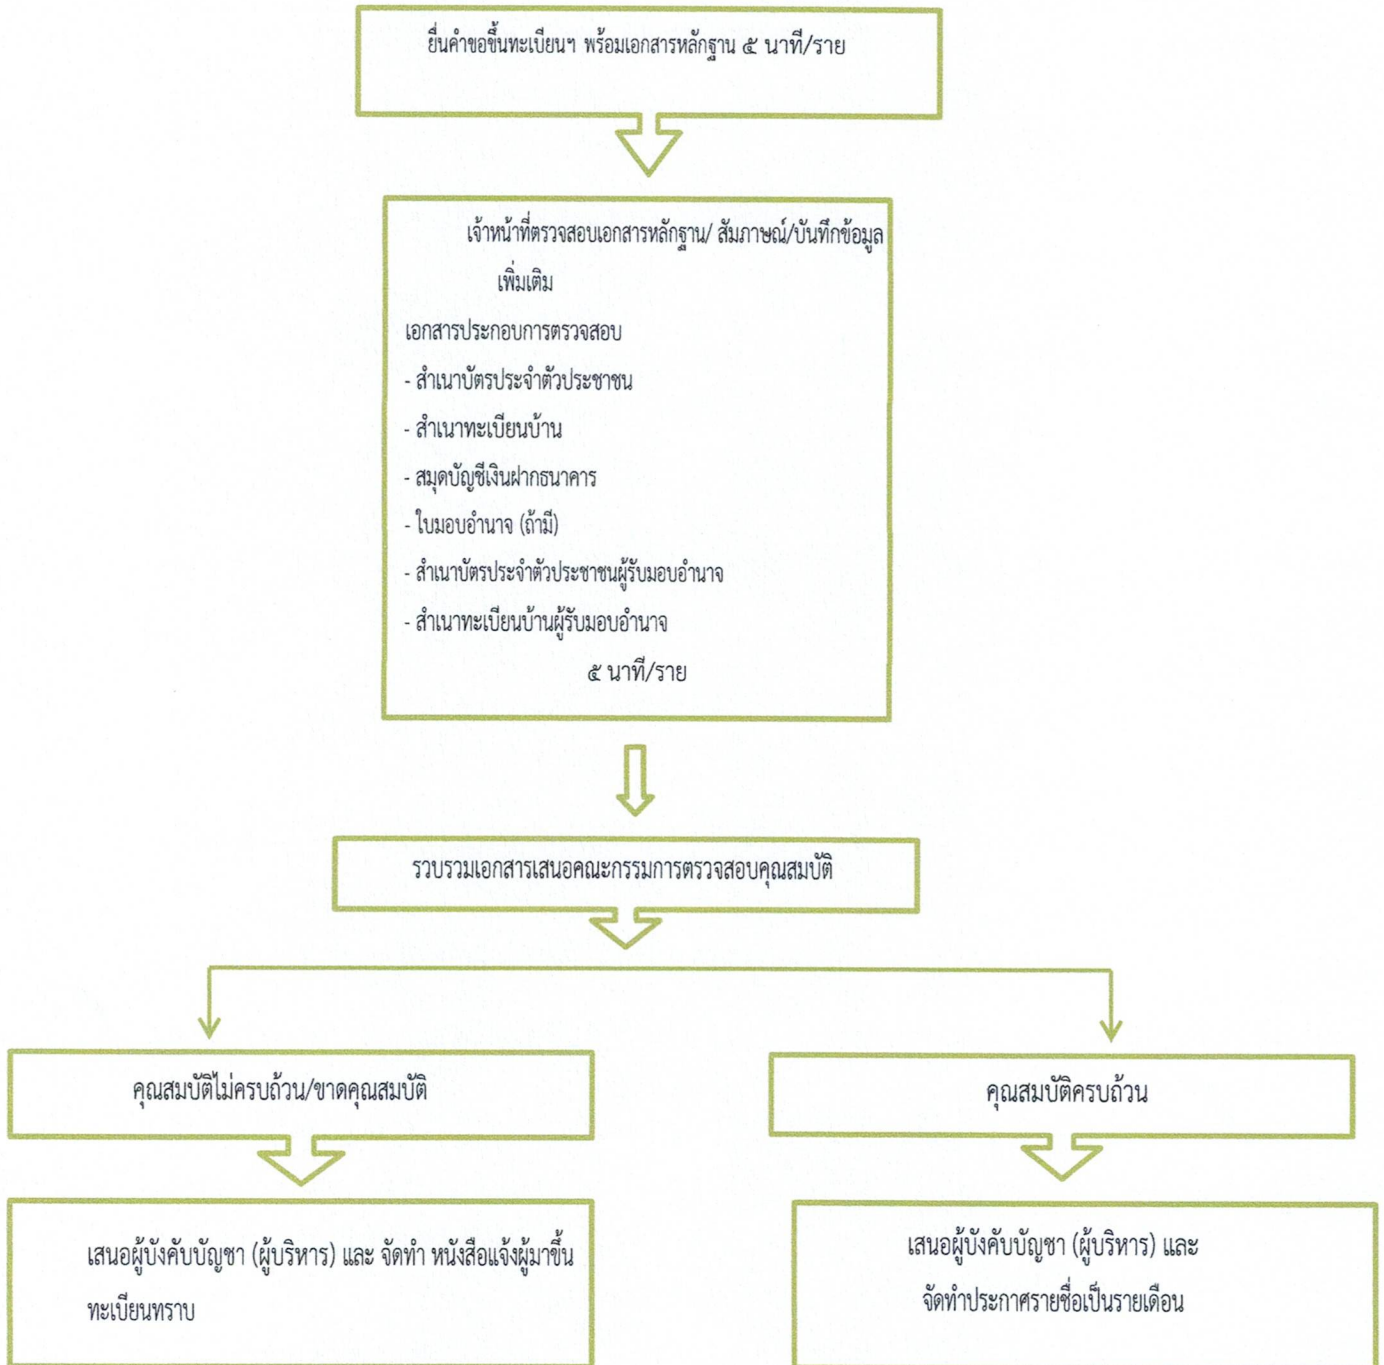 ยื่นคำขอขึ้นทะเบียนฯ พร้อมเอกสารหลักฐาน ๕ นาที/ราย
เจ้าหน้าที่ตรวจสอบเอกสารหลักฐาน/ สัมภาษณ์/บันทึกข้อมูล
เพิ่มเติม
เอกสารประกอบการตรวจสอบ
- สำเนาบัตรประจำตัวประชาชน
- สำเนาทะเบียนบ้าน
- สมุดบัญชีเงินฝากธนาคาร
- ใบมอบอำนาจ (ถ้ามี)
- สำเนาบัตรประจำตัวประชาชนผู้รับมอบอำนาจ
- สำเนาทะเบียนบ้านผู้รับมอบอำนาจ
๕ นาที/ราย
รวบรวมเอกสารเสนอคณะกรรมการตรวจสอบคุณสมบัติ
คุณสมบัติไม่ครบถ้วน/ขาดคุณสมบัติ
คุณสมบัติครบถ้วน
เสนอผู้บังคับบัญชา (ผู้บริหาร) และ จัดทำ หนังสือแจ้งผู้มาขึ้น
ทะเบียนทราบ
เสนอผู้บังคับบัญชา (ผู้บริหาร) และ
จัดทำประกาศรายชื่อเป็นรายเดือน